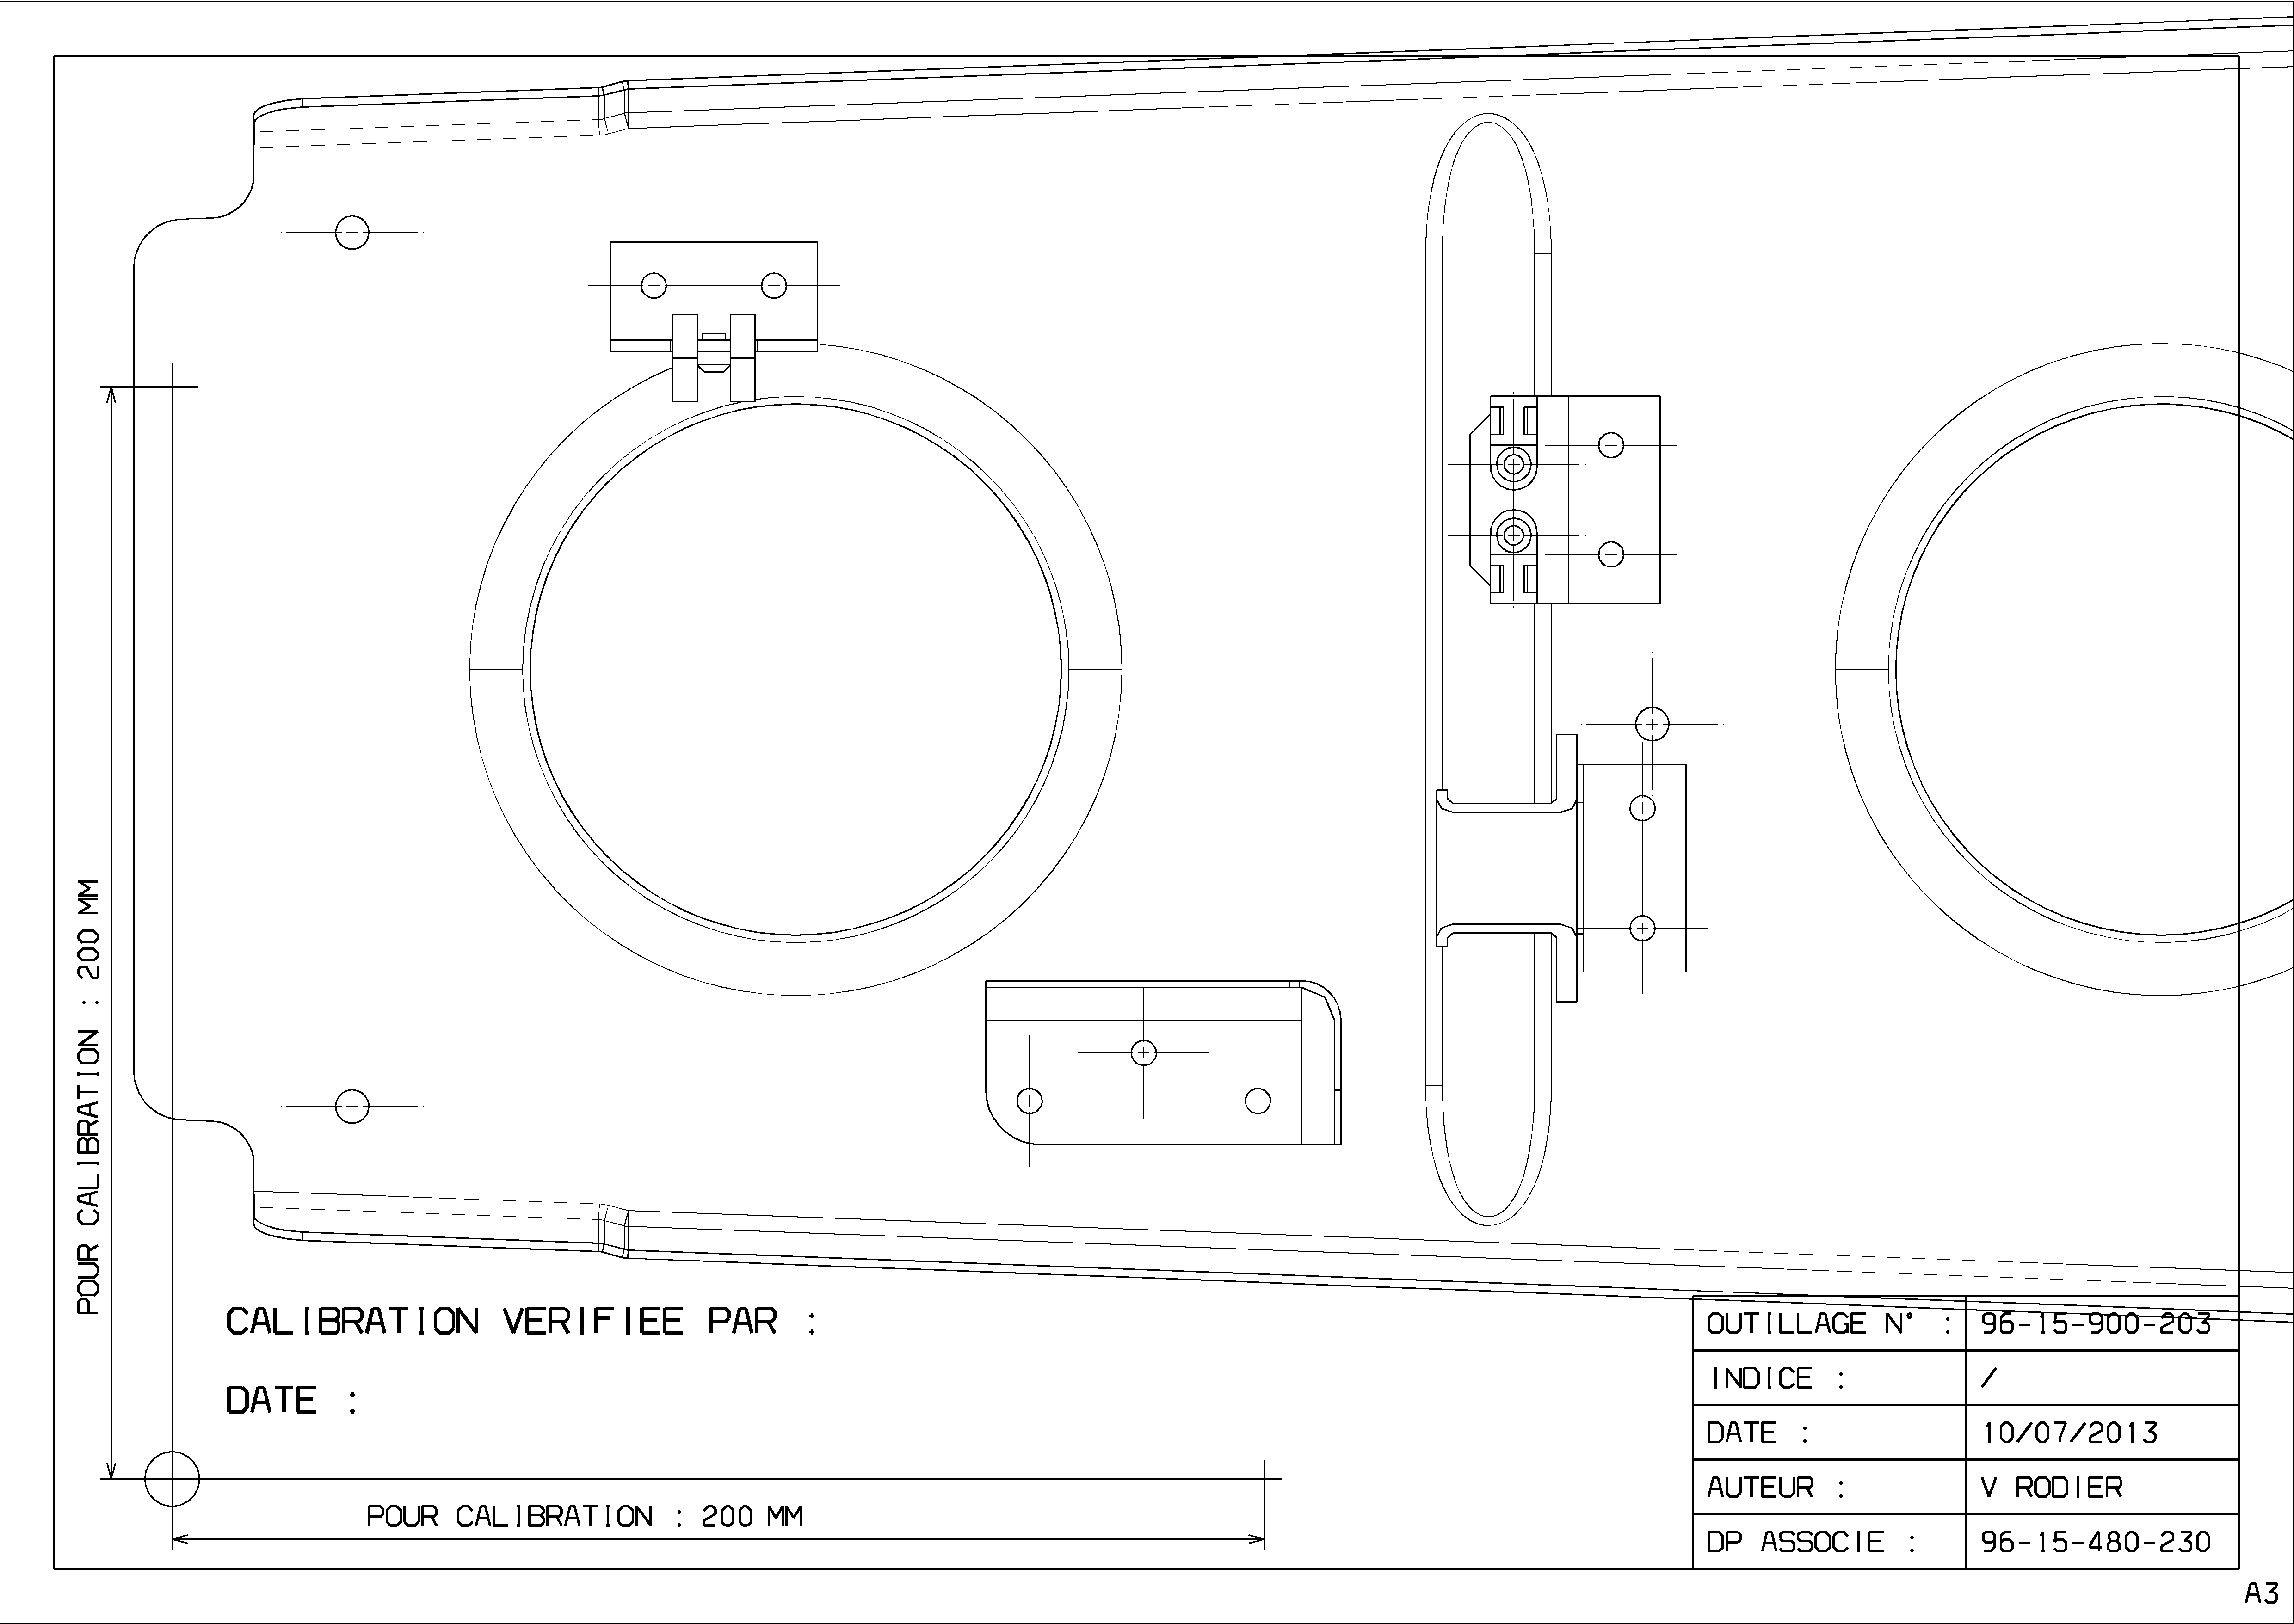 POUR CALIBRATION : 200 MM
CALIBRATION VERIFIEE PAR :
DATE :
POUR CALIBRATION : 200 MM
OUTILLAGE N° : 96-15-900-203
INDICE : /
DATE : 10/07/2013
AUTEUR : V RODIER
DP ASSOCIE : 96-15-480-230
A3